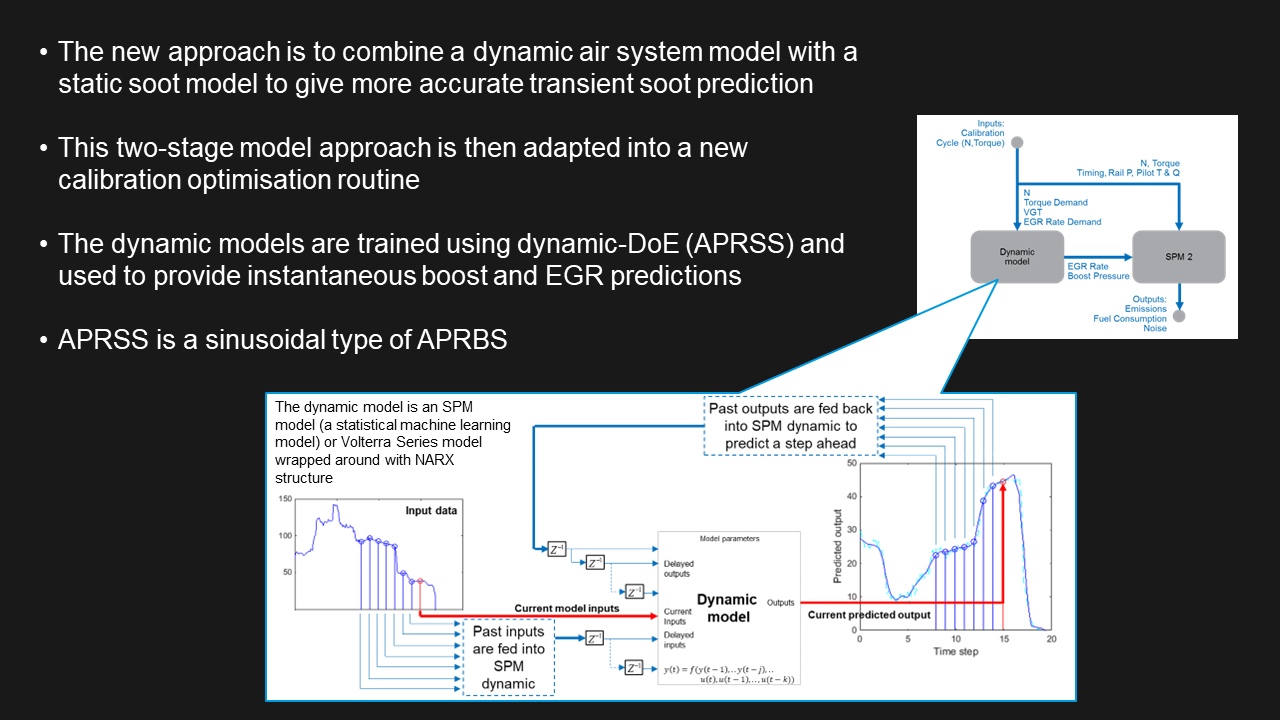 • The new approach is to combine a dynamic air system model with a
static soot model to give more accurate transient soot prediction
• This two-stage model approach is then adapted into a new
calibration optimisation routine
• The dynamic models are trained using dynamic-DoE (APRSS) and
used to provide instantaneous boost and EGR predictions
• APRSS is a sinusoidal type of APRBS
Inputs:
Calibration
Cycle (N,Torque)
N, Torque
Timing, Rail P, Pilot T & Q
N
Torque Demand
VGT
EGR Rate Demand
Dynamic
model
EGR Rate
Boost Pressure
SPM 2
Outputs:
Emissions
Fuel Consumption
Noise
The dynamic model is an SPM
model (a statistical machine learning
model) or Volterra Series model
wrapped around with NARX
structure
Past outputs are fed back
into SPM dynamic to
predict a step ahead
150
100
50
Input data
Past inputs
are fed into
SPM
dynamic
Current model inputs
Z⁻¹
Z⁻¹
Z⁻¹
Z⁻¹
Z⁻¹
Model parameters
Delayed
outputs
Current
Inputs
Delayed
inputs
Dynamic
model
Outputs
y(t) = f(y(t−1),..y(t−j)...
u(t),u(t−1),..,u(t−k))
Current predicted output
Predicted output
50
40
30
20
10
0
0
5
10
15
20
Time step